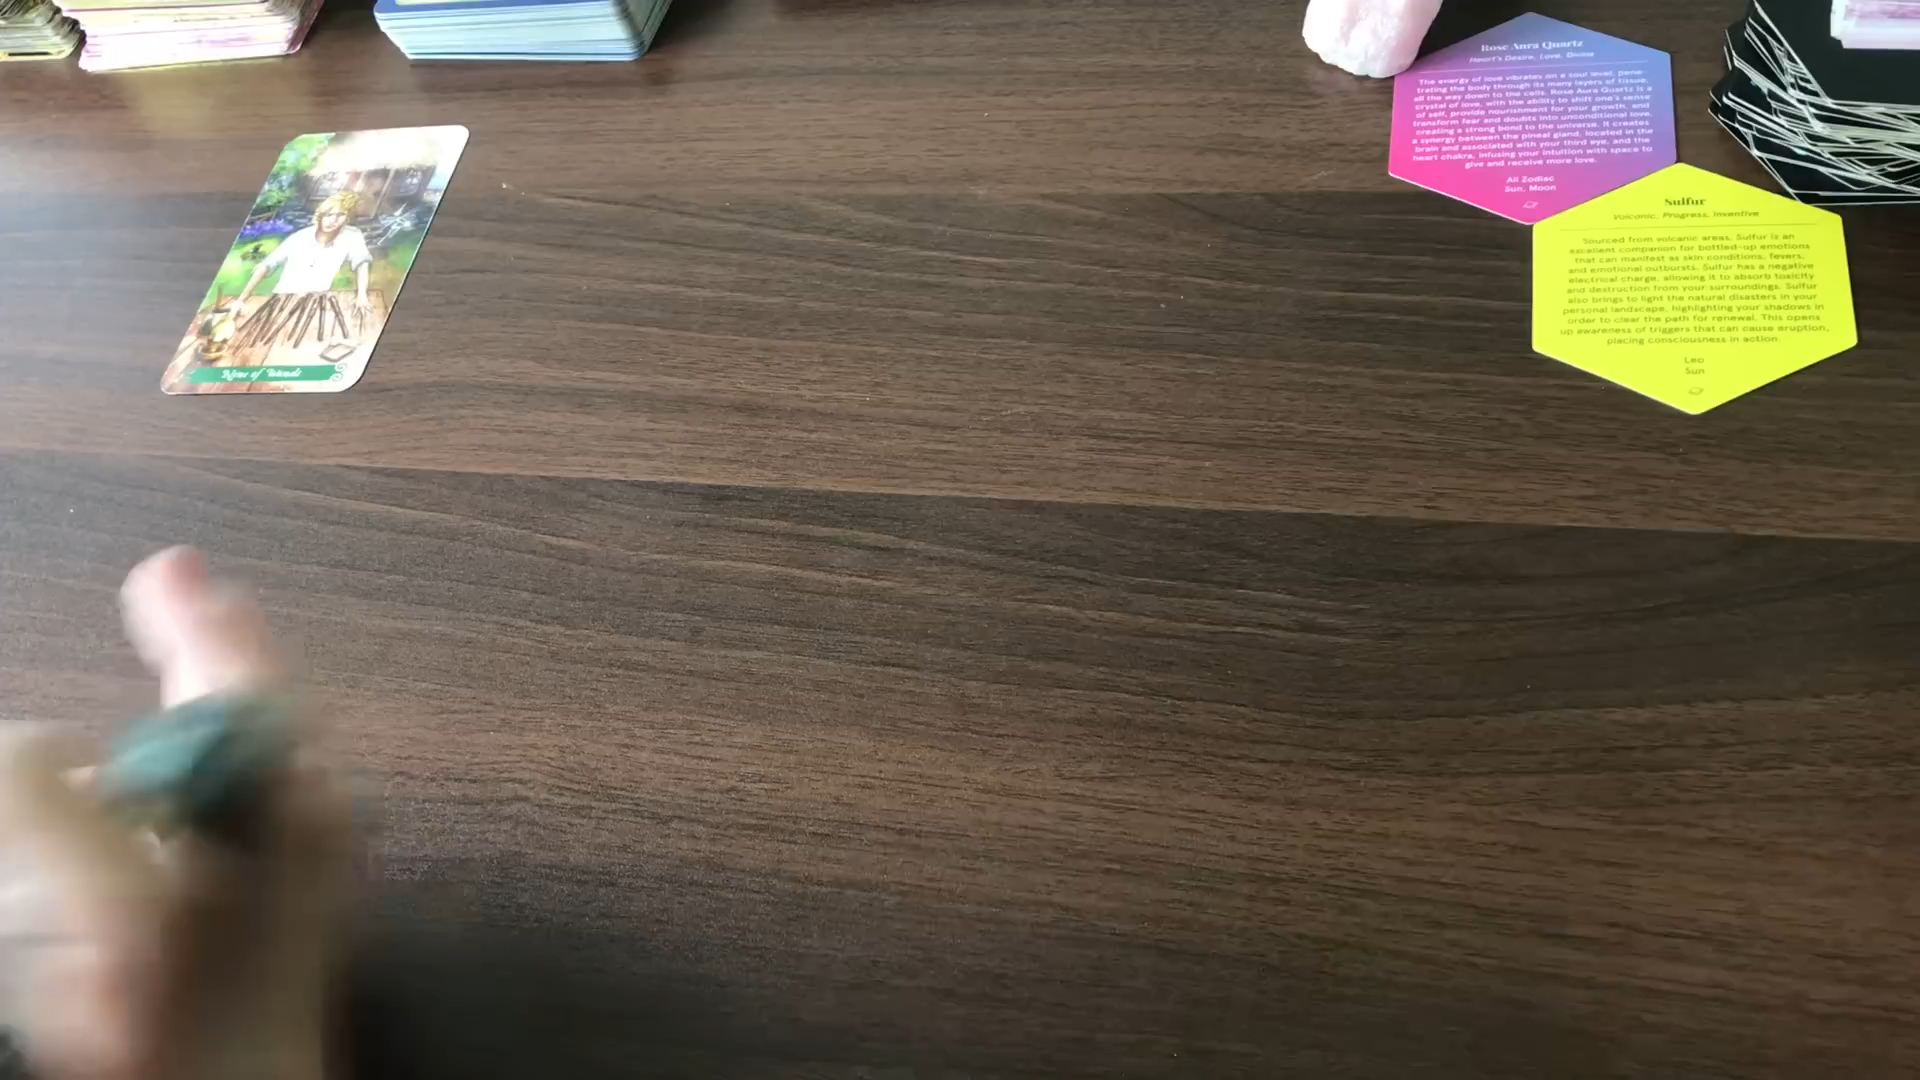 Rose Aura Quartz
Heart's Desire, Love, Divine
The energy of love vibrates on a soul level, pene-
trating the body through its many layers of tissue,
all the way down to the cells. Rose Aura Quartz is a
crystal of love, with the ability to shift one's sense
of self, provide nourishment for your growth, and
transform fear and doubts into unconditional love,
creating a strong bond to the universe. It creates
a synergy between the pineal gland, located in the
brain and associated with your third eye, and the
heart chakra, infusing your intuition with space to
give and receive more love.
All Zodiac
Sun, Moon
Sulfur
Volcanic, Progress, Inventive
Sourced from volcanic areas, Sulfur is an
excellent companion for bottled-up emotions
that can manifest as skin conditions, fevers,
and emotional outbursts. Sulfur has a negative
electrical charge, allowing it to absorb toxicity
and destruction from your surroundings. Sulfur
also brings to light the natural disasters in your
personal landscape, highlighting your shadows in
order to clear the path for renewal. This opens
up awareness of triggers that can cause eruption,
placing consciousness in action.
Leo
Sun
Nine of Wands